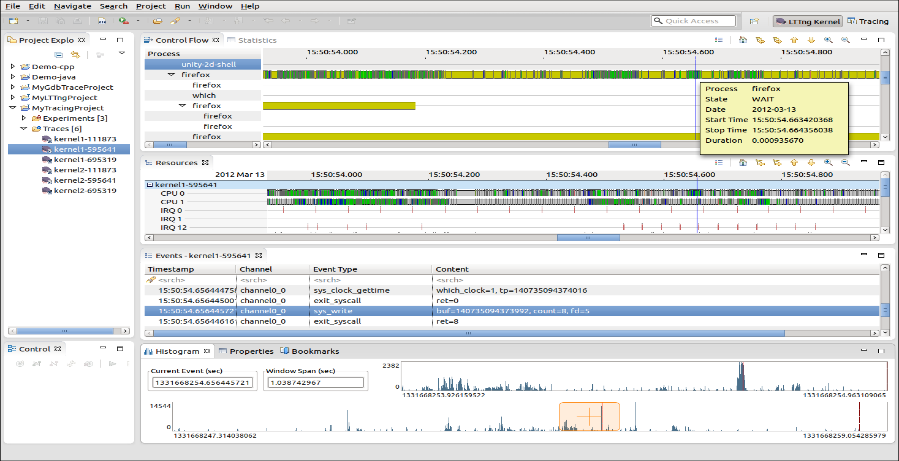 File Edit Navigate Search Project Run Window Help
Quick Access
LTTng Kernel
Tracing
Project Explo
Demo-cpp
Demo-java
MyGdbTraceProject
MyLTTngProject
MyTracingProject
Experiments [3]
Traces [6]
kernel1-111873
kernel1-595641
kernel1-695319
kernel2-111873
kernel2-595641
kernel2-695319
Control
Control Flow
Statistics
Process
15:50:54.000 15:50:54.200 15:50:54.400 15:50:54.600 15:50:54.800
unity-2d-shell
firefox
firefox
which
firefox
firefox
firefox
firefox
Process firefox
State WAIT
Date 2012-03-13
Start Time 15:50:54.663420368
Stop Time 15:50:54.664356038
Duration 0.000935670
Resources
2012 Mar 13 15:50:54.000 15:50:54.200 15:50:54.400 15:50:54.600 15:50:54.800
kernel1-595641
CPU 0
CPU 1
IRQ 0
IRQ 1
IRQ 12
Events - kernel1-595641
Timestamp Channel Event Type Content
<srch> <srch> <srch> <srch>
15:50:54.65644475 channel0_0 sys_clock_gettime which_clock=1, tp=140735094374016
15:50:54.65644500 channel0_0 exit_syscall ret=0
15:50:54.65644572 channel0_0 sys_write buf=140735094373992, count=8, fd=5
15:50:54.65644616 channel0_0 exit_syscall ret=8
Histogram
Properties
Bookmarks
Current Event (sec)
1331668254.656445721
Window Span (sec)
1.038742967
2382
0
1331668253.926159522 1331668254.963109065
14544
0
1331668247.314038062 1331668259.054285979